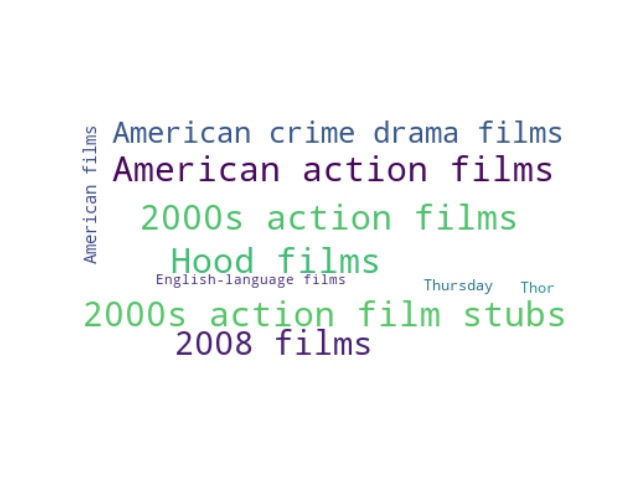 American films
American crime drama films
American action films
2000s action films
Hood films
English-language films
Thursday
Thor
2000s action film stubs
2008 films